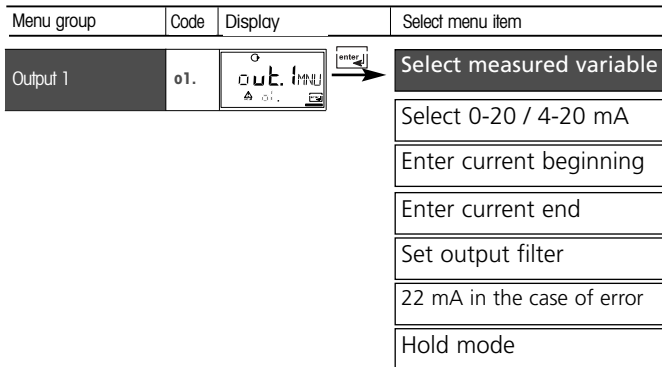 Menu group Code Display Select menu item
Output 1 o1. out.1MNU enter Select measured variable
o1.
Select 0-20 / 4-20 mA
Enter current beginning
Enter current end
Set output filter
22 mA in the case of error
Hold mode